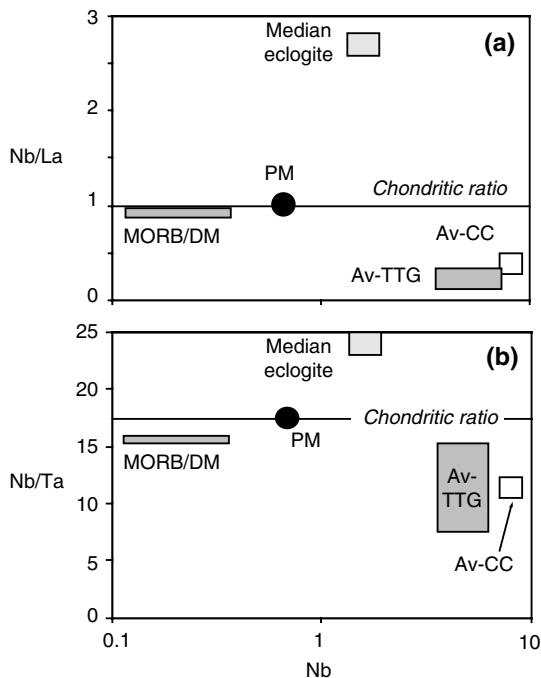 3
Median
eclogite
(a)
2
Nb/La
PM
Chondritic ratio
1
MORB/DM
Av-CC
Av-TTG
0
25
Median
eclogite
(b)
20
Chondritic ratio
PM
15
MORB/DM
Nb/Ta
Av-
TTG
10
5
Av-CC
0
0.1
1
10
Nb